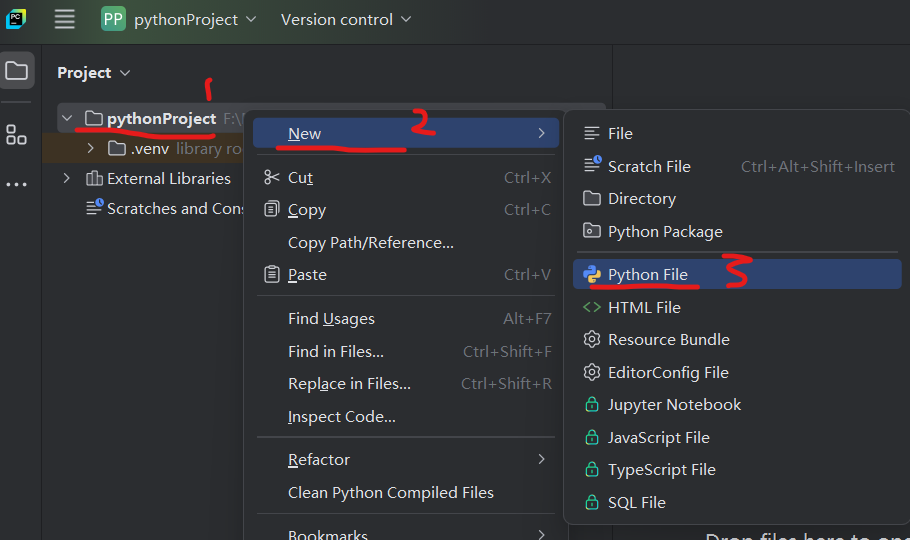 PC
PP pythonProject Version control
Project
1
pythonProject F:\
.venv library ro
External Libraries
Scratches and Con
New 2
Cut Ctrl+X
Copy Ctrl+C
Copy Path/Reference...
Paste Ctrl+V
Find Usages Alt+F7
Find in Files... Ctrl+Shift+F
Replace in Files... Ctrl+Shift+R
Inspect Code...
Refactor
Clean Python Compiled Files
Bookmarks
File
Scratch File Ctrl+Alt+Shift+Insert
Directory
Python Package
Python File 3
HTML File
Resource Bundle
EditorConfig File
Jupyter Notebook
JavaScript File
TypeScript File
SQL File
Drop files here to